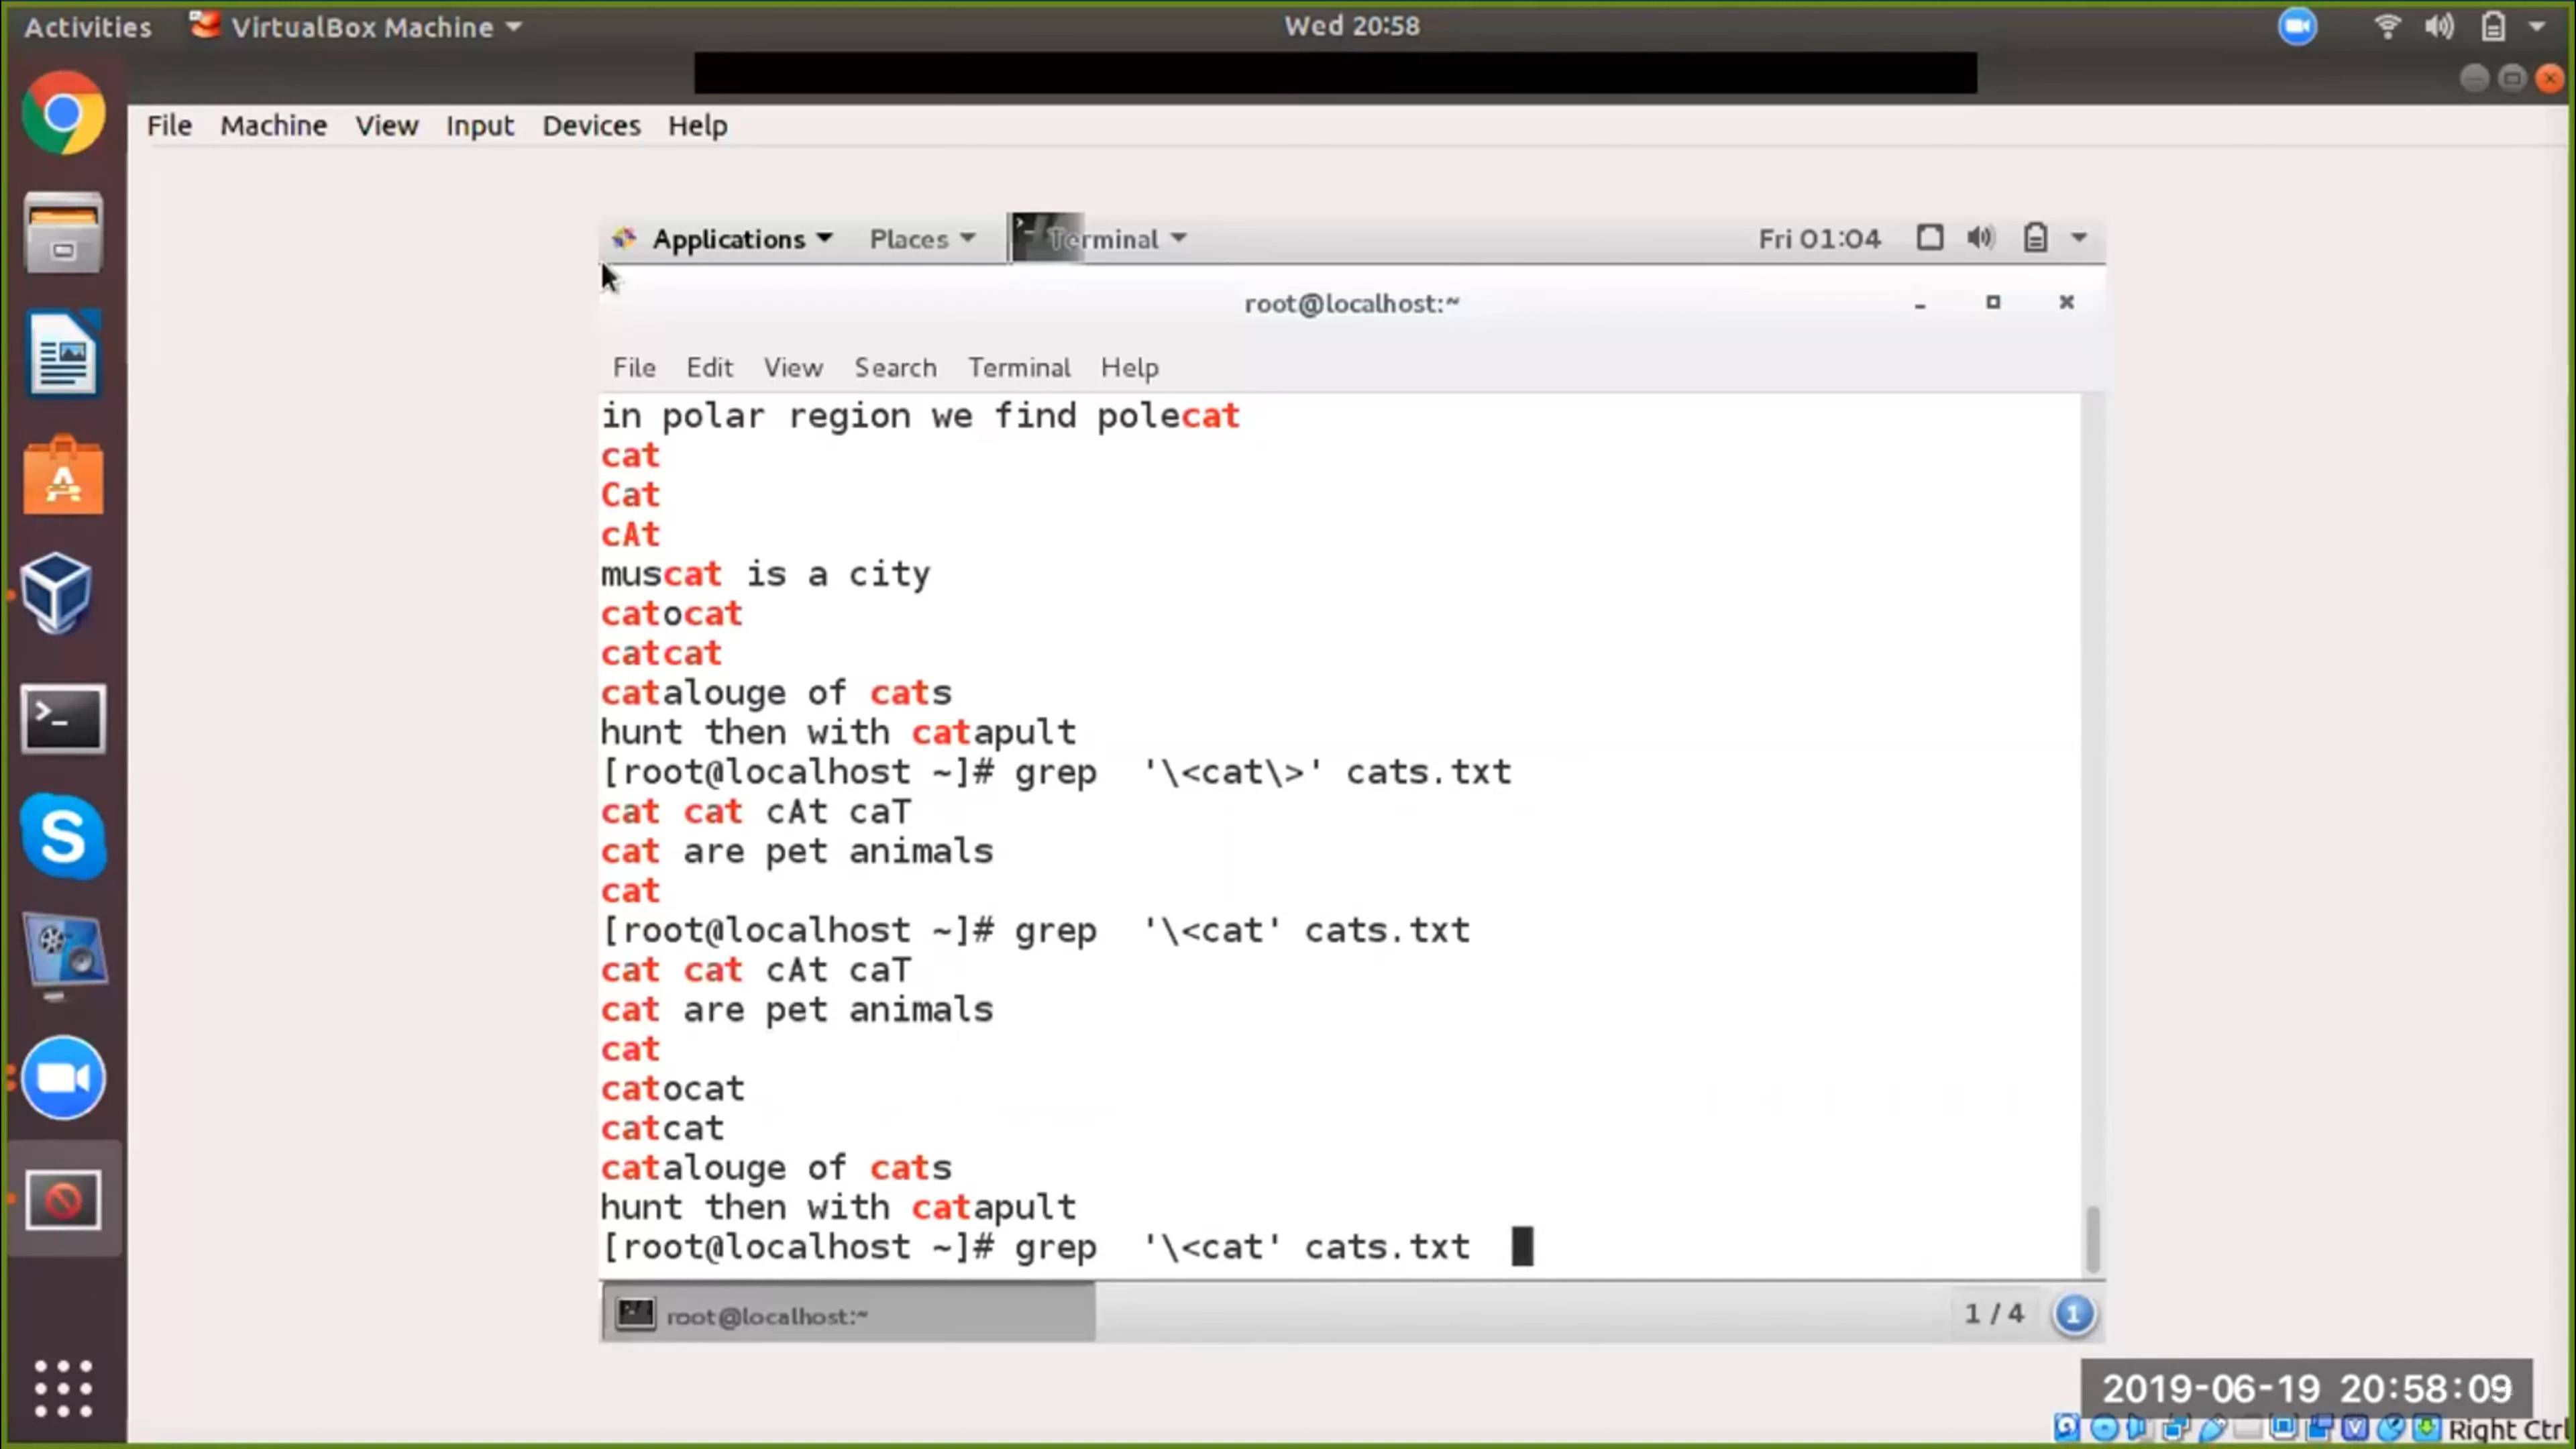 Activities VirtualBox Machine Wed 20:58
File Machine View Input Devices Help
Applications Places Terminal Fri 01:04
root@localhost:~
File Edit View Search Terminal Help
in polar region we find polecat
cat
Cat
cAt
muscat is a city
catocat
catcat
catalouge of cats
hunt then with catapult
[root@localhost ~]# grep  '\<cat\>' cats.txt
cat cat cAt caT
cat are pet animals
cat
[root@localhost ~]# grep  '\<cat' cats.txt
cat cat cAt caT
cat are pet animals
cat
catocat
catcat
catalouge of cats
hunt then with catapult
[root@localhost ~]# grep  '\<cat' cats.txt
root@localhost:~ 1 / 4 1
2019-06-19 20:58:09
Right Ctrl